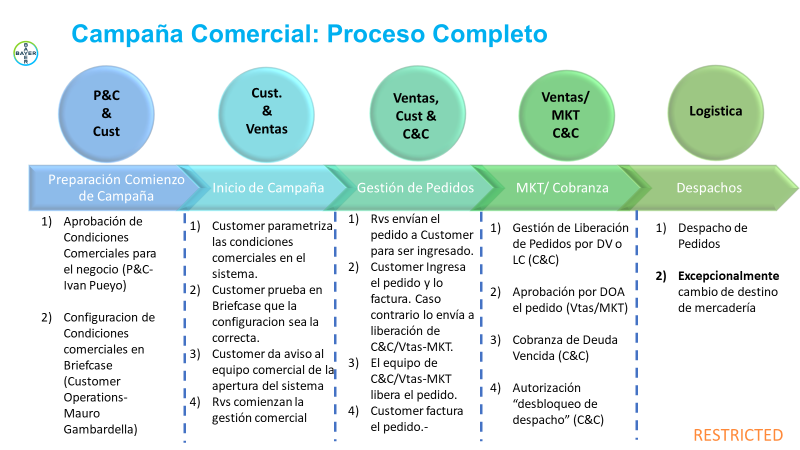 Campaña Comercial: Proceso Completo
BAYER
BAYER
P&C
&
Cust
Cust.
&
Ventas
Ventas,
Cust &
C&C
Ventas/
MKT
C&C
Logistica
Preparación Comienzo
de Campaña
Inicio de Campaña
Gestión de Pedidos
MKT/ Cobranza
Despachos
1) Aprobación de
Condiciones
Comerciales para
el negocio (P&C-
Ivan Pueyo)
2) Configuracion de
Condiciones
comerciales en
Briefcase
(Customer
Operations-
Mauro
Gambardella)
1) Customer parametriza
las condiciones
comerciales en el
sistema.
2) Customer prueba en
Briefcase que la
configuracion sea la
correcta.
3) Customer da aviso al
equipo comercial de la
apertura del sistema
4) Rvs comienzan la
gestión comercial
1) Rvs envían el
pedido a Customer
para ser ingresado.
2) Customer Ingresa
el pedido y lo
factura. Caso
contrario lo envía a
liberación de
C&C/Vtas-MKT.
3) El equipo de
C&C/Vtas-MKT
libera el pedido.
4) Customer factura
el pedido.-
1) Gestión de Liberación
de Pedidos por DV o
LC (C&C)
2) Aprobación por DOA
el pedido (Vtas/MKT)
3) Cobranza de Deuda
Vencida (C&C)
4) Autorización
“desbloqueo de
despacho” (C&C)
1) Despacho de
Pedidos
2) Excepcionalmente
cambio de destino
de mercadería
RESTRICTED